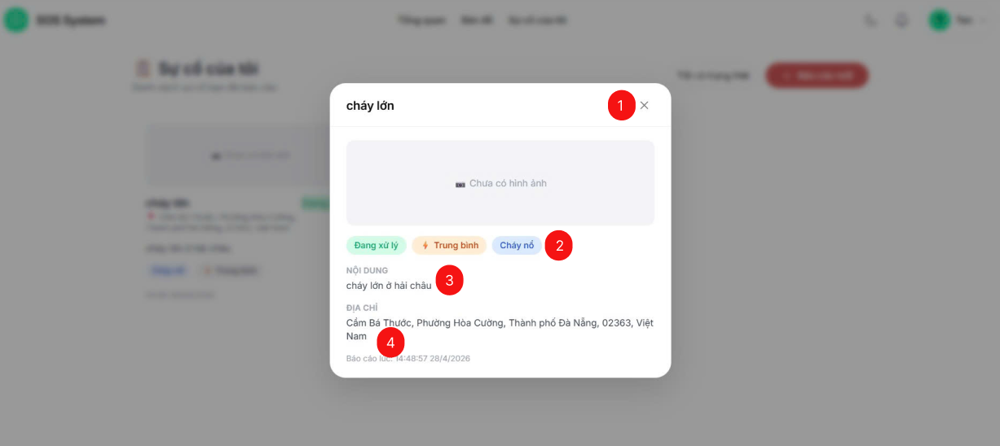 SOS System
Tổng quan Bản đồ Sự cố của tôi
Sự cố của tôi
cháy lớn
1
Chưa có hình ảnh
Đang xử lý Trung bình Cháy nổ 2
NỘI DUNG
cháy lớn ở hải châu 3
ĐỊA CHỈ
Cẩm Bá Thước, Phường Hòa Cường, Thành phố Đà Nẵng, 02363, Việt
Nam
4
Báo cáo lúc: 14:48:57 28/4/2026